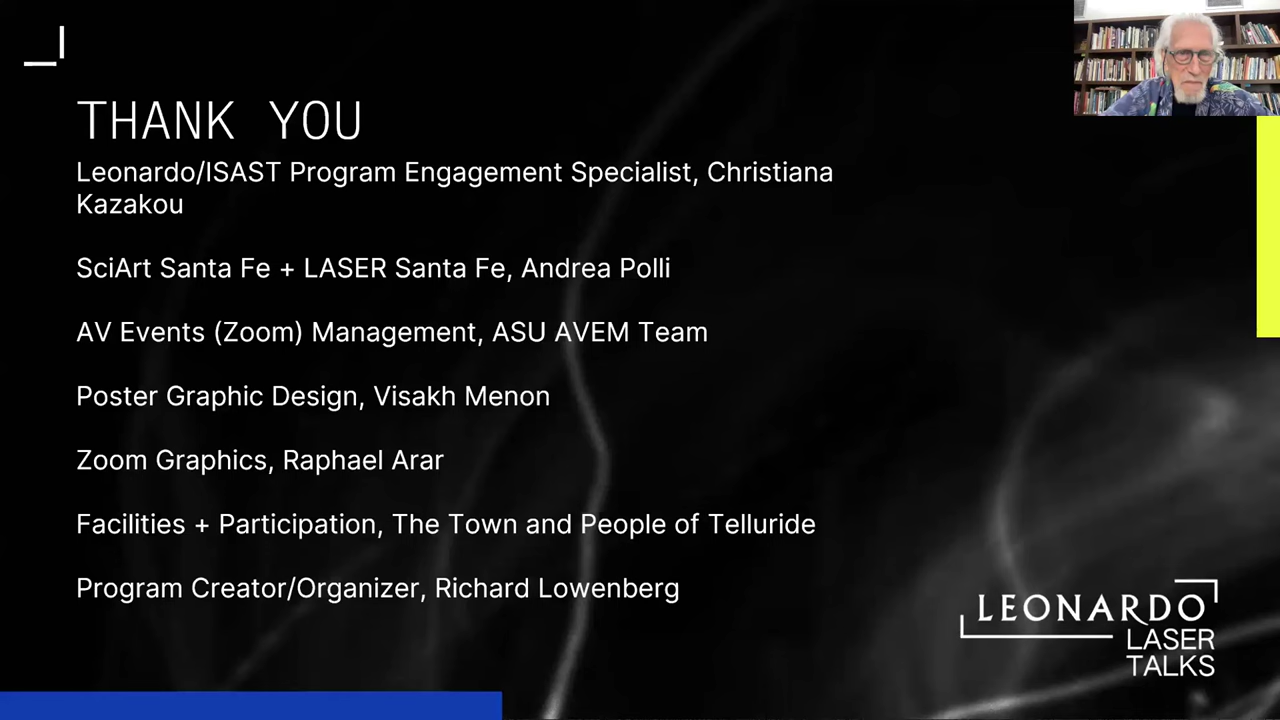 THANK YOU
Leonardo/ISAST Program Engagement Specialist, Christiana
Kazakou
SciArt Santa Fe + LASER Santa Fe, Andrea Polli
AV Events (Zoom) Management, ASU AVEM Team
Poster Graphic Design, Visakh Menon
Zoom Graphics, Raphael Arar
Facilities + Participation, The Town and People of Telluride
Program Creator/Organizer, Richard Lowenberg
LEONARDO
LASER
TALKS